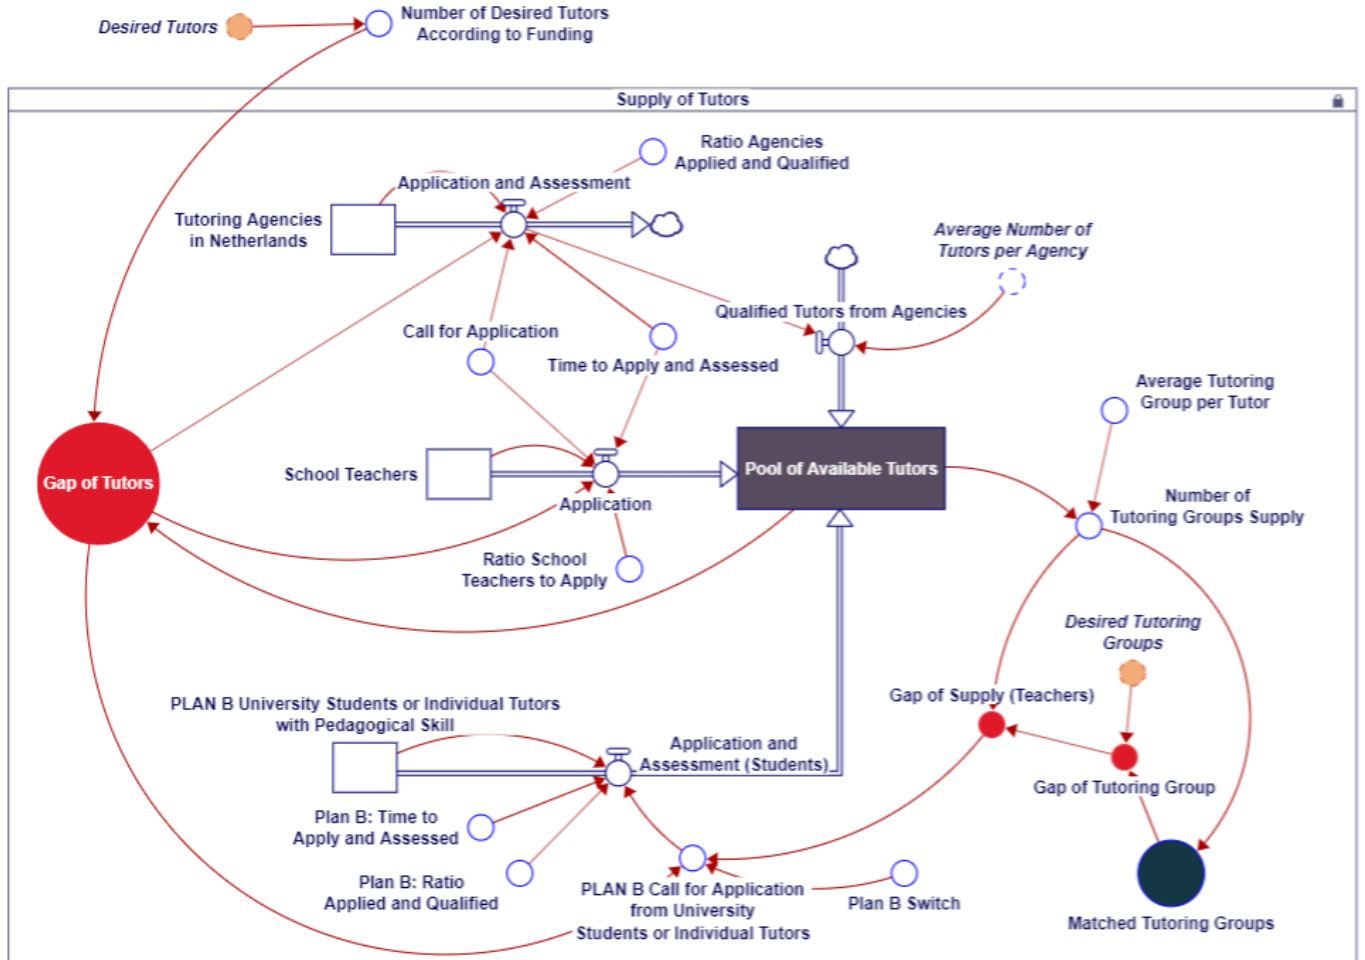 Desired Tutors
Number of Desired Tutors
According to Funding
Supply of Tutors
Ratio Agencies
Applied and Qualified
Application and Assessment
Tutoring Agencies
in Netherlands
Average Number of
Tutors per Agency
Qualified Tutors from Agencies
Call for Application
Time to Apply and Assessed
Average Tutoring
Group per Tutor
School Teachers
Pool of Available Tutors
Gap of Tutors
Application
Number of
Tutoring Groups Supply
Ratio School
Teachers to Apply
Desired Tutoring
Groups
Gap of Supply (Teachers)
PLAN B University Students or Individual Tutors
with Pedagogical Skill
Application and
Assessment (Students)
Gap of Tutoring Group
Plan B: Time to
Apply and Assessed
Plan B: Ratio
Applied and Qualified
PLAN B Call for Application
from University
Students or Individual Tutors
Plan B Switch
Matched Tutoring Groups